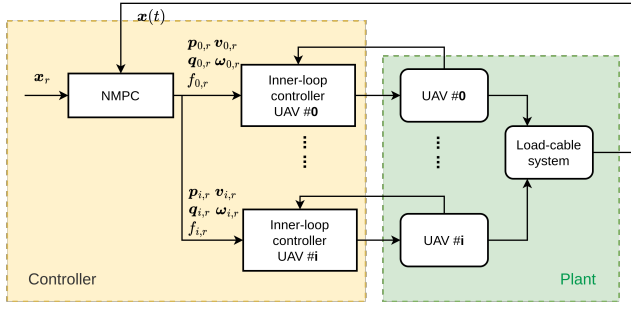 𝒙(t)
𝒙ᵣ
NMPC
𝒑₀,ᵣ 𝒗₀,ᵣ
𝒒₀,ᵣ 𝝎₀,ᵣ
f₀,ᵣ
Inner-loop
controller
UAV #0
UAV #0
Load-cable
system
𝒑ᵢ,ᵣ 𝒗ᵢ,ᵣ
𝒒ᵢ,ᵣ 𝝎ᵢ,ᵣ
fᵢ,ᵣ
Inner-loop
controller
UAV #i
UAV #i
Controller
Plant